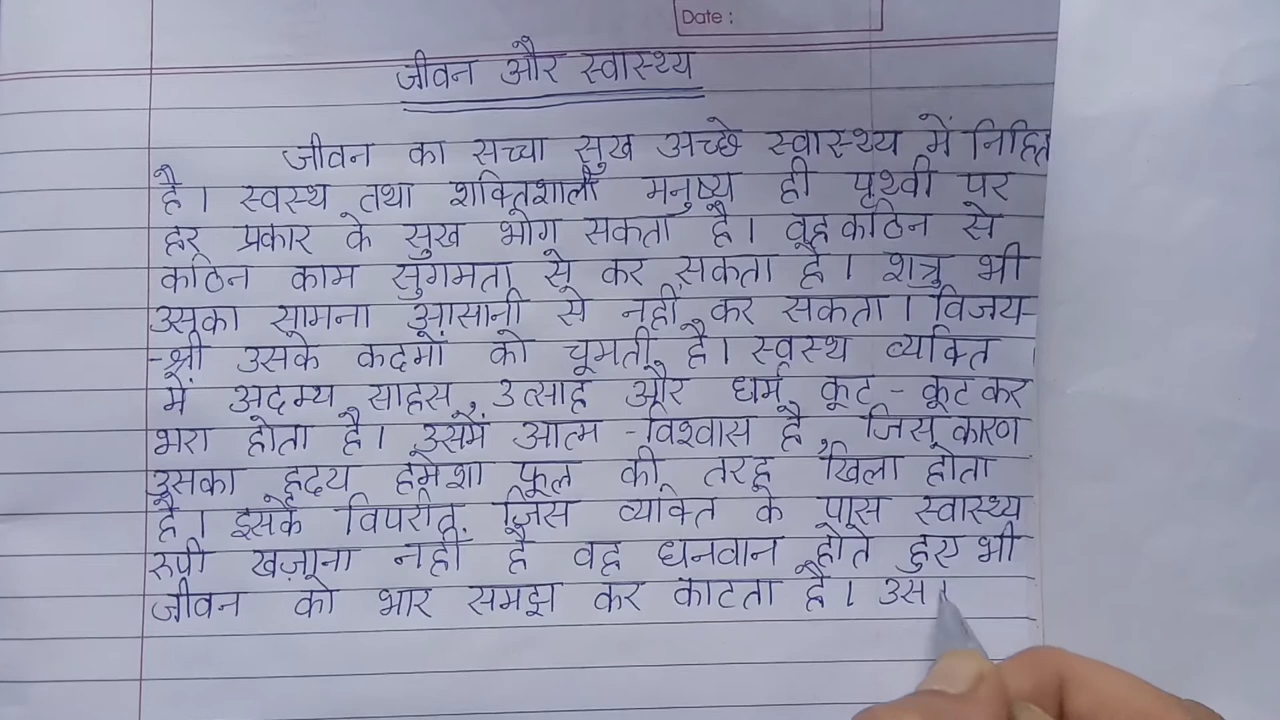 Date :
जीवन और स्वास्थ्य
जीवन का सच्चा सुख अच्छे स्वास्थ्य में निहित
है। स्वस्थ तथा शक्तिशाली मनुष्य ही पृथ्वी पर
हर प्रकार के सुख भोग सकता है। वह कठिन से
कठिन काम सुगमता से कर सकता है। शत्रु भी
उसका सामना आसानी से नहीं कर सकता। विजय-
-श्री उसके कदमों को चूमती है। स्वस्थ व्यक्ति
में अदम्य साहस, उत्साह और धर्म कूट-कूट कर
भरा होता है। उसमें आत्म-विश्वास है, जिस कारण
उसका हृदय हमेशा फूल की तरह खिला होता
है। इसके विपरीत, जिस व्यक्ति के पास स्वास्थ्य
रुपी खज़ाना नहीं है वह धनवान होते हुए भी
जीवन को भार समझ कर काटता है। उस